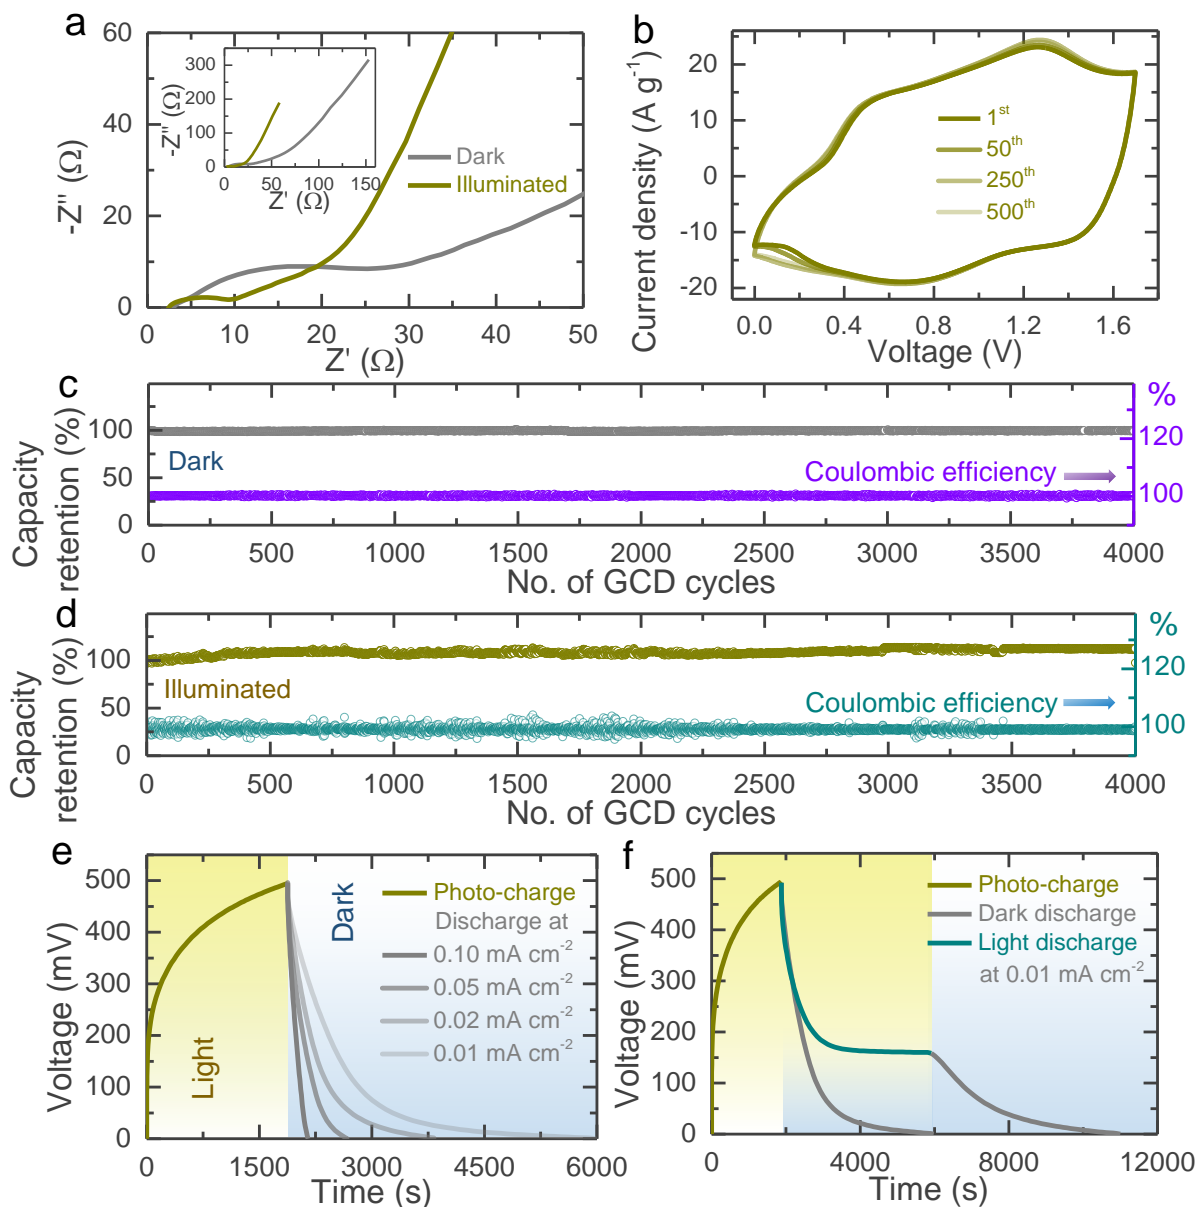 a
60
40
20
0
-Z'' (Ω)
0 10 20 30 40 50
Z' (Ω)
300
200
100
0
-Z'' (Ω)
0 50 100 150
Z' (Ω)
Dark
Illuminated
b
20
10
0
-10
-20
Current density (A g⁻¹)
0.0 0.4 0.8 1.2 1.6
Voltage (V)
1ˢᵗ
50ᵗʰ
250ᵗʰ
500ᵗʰ
c
Capacity
retention (%)
100
50
0
%
120
100
Dark
Coulombic efficiency
0 500 1000 1500 2000 2500 3000 3500 4000
No. of GCD cycles
d
Capacity
retention (%)
100
50
0
%
120
100
Illuminated
Coulombic efficiency
0 500 1000 1500 2000 2500 3000 3500 4000
No. of GCD cycles
e
Voltage (mV)
500
400
300
200
100
0
Light
Dark
Photo-charge
Discharge at
0.10 mA cm⁻²
0.05 mA cm⁻²
0.02 mA cm⁻²
0.01 mA cm⁻²
0 1500 3000 4500 6000
Time (s)
f
Voltage (mV)
500
400
300
200
100
0
Photo-charge
Dark discharge
Light discharge
at 0.01 mA cm⁻²
0 4000 8000 12000
Time (s)